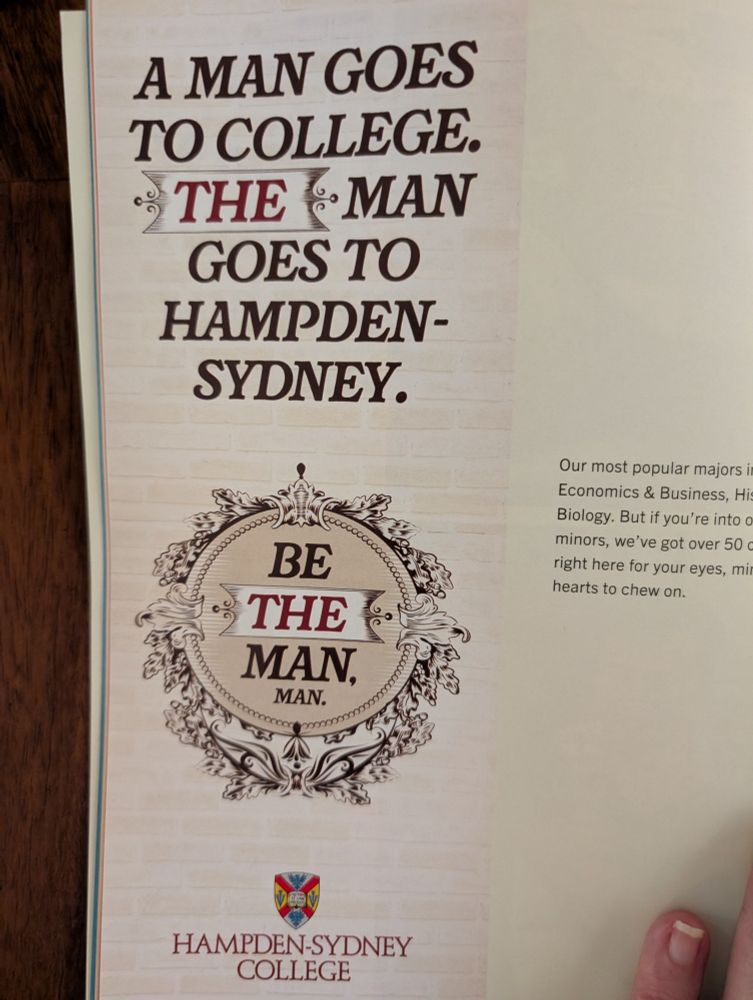 A MAN GOES
TO COLLEGE.
THE MAN
GOES TO
HAMPDEN-
SYDNEY.
BE
THE
MAN,
MAN.
HAMPDEN-SYDNEY
COLLEGE
Our most popular majors
Economics & Business,
Biology. But if you're into
minors, we've got over 50
right here for your eyes,
hearts to chew on.